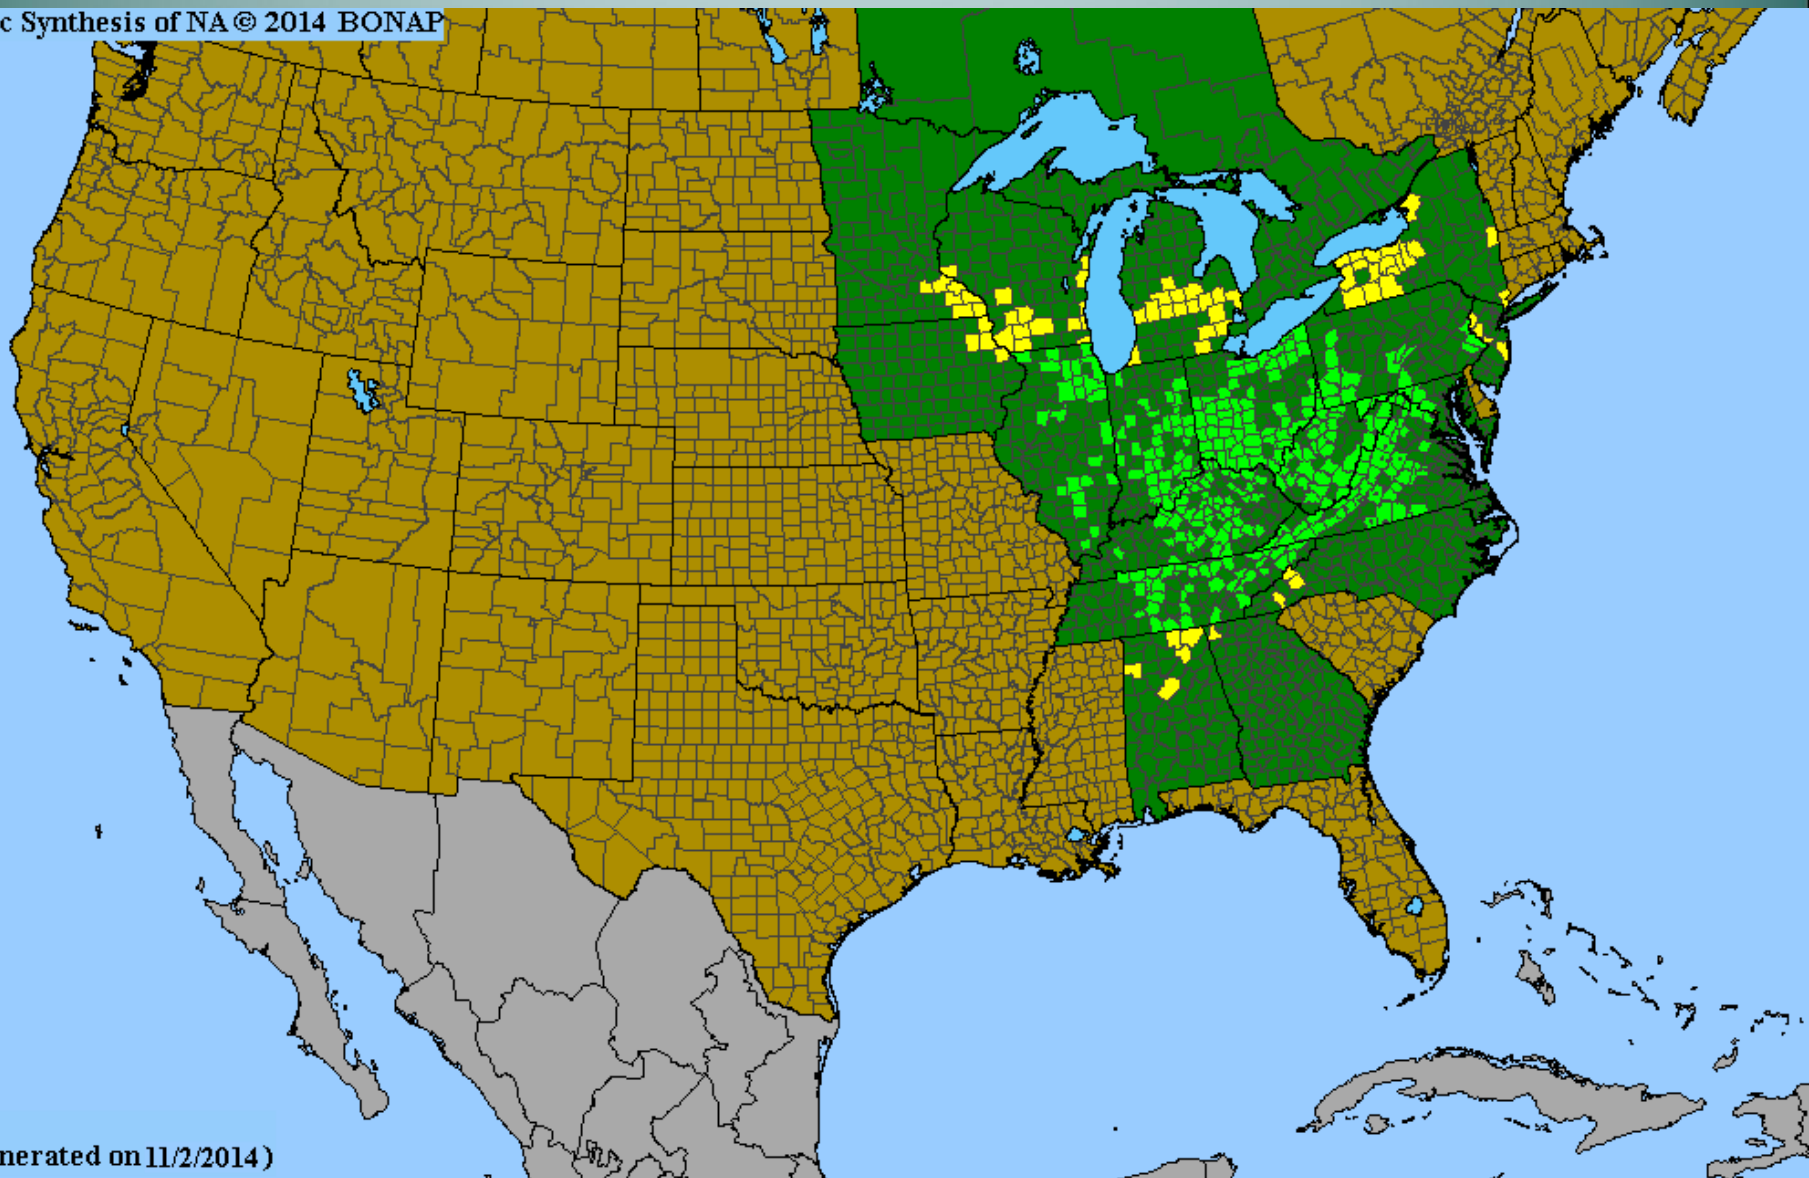 c Synthesis of NA © 2014 BONAP
nerated on 11/2/2014 )